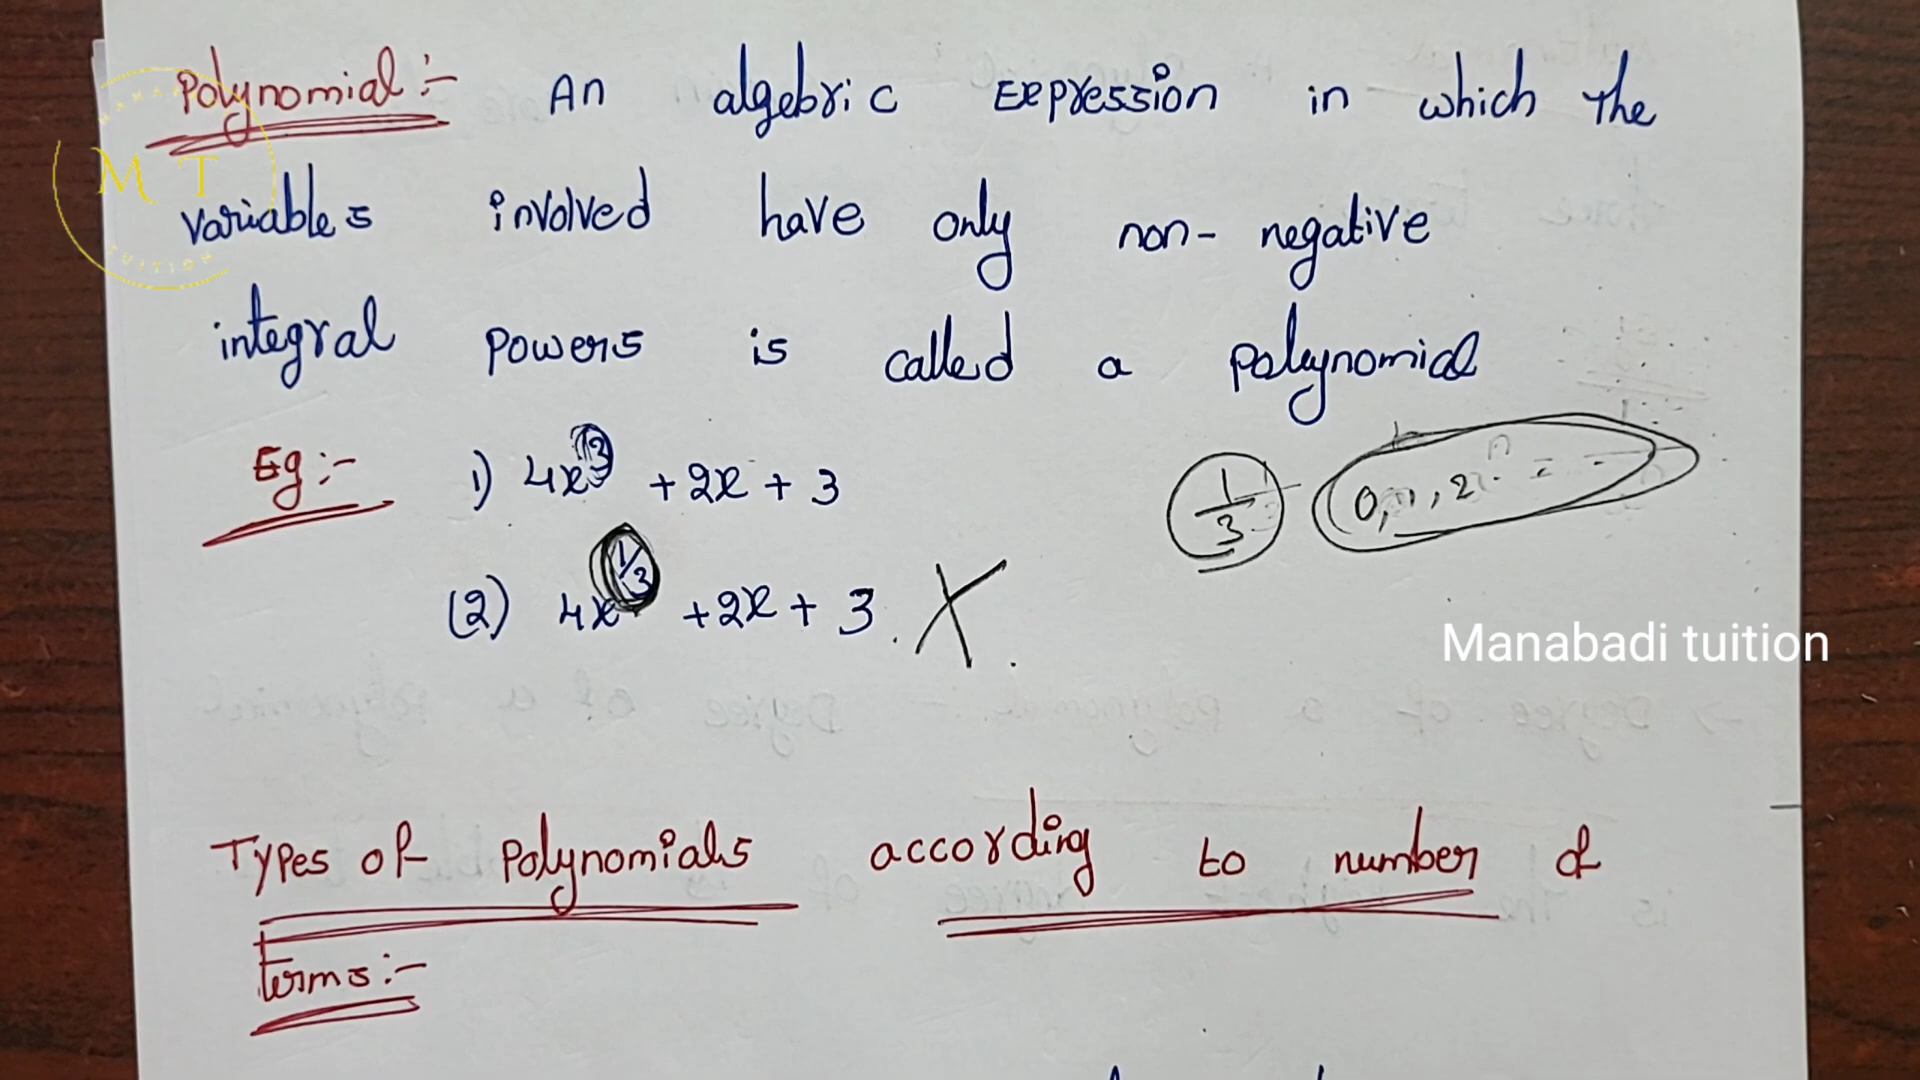 Polynomial:- An algebric Expression in which the
variables involved have only non-negative
integral powers is called a polynomial
Eg:- 1) 4x³ + 2x + 3
1/3 0, 1, 2
(2) 4x^1/3 + 2x + 3. X
Manabadi tuition
Types of Polynomials according to number of
terms:-
M T
TUITION